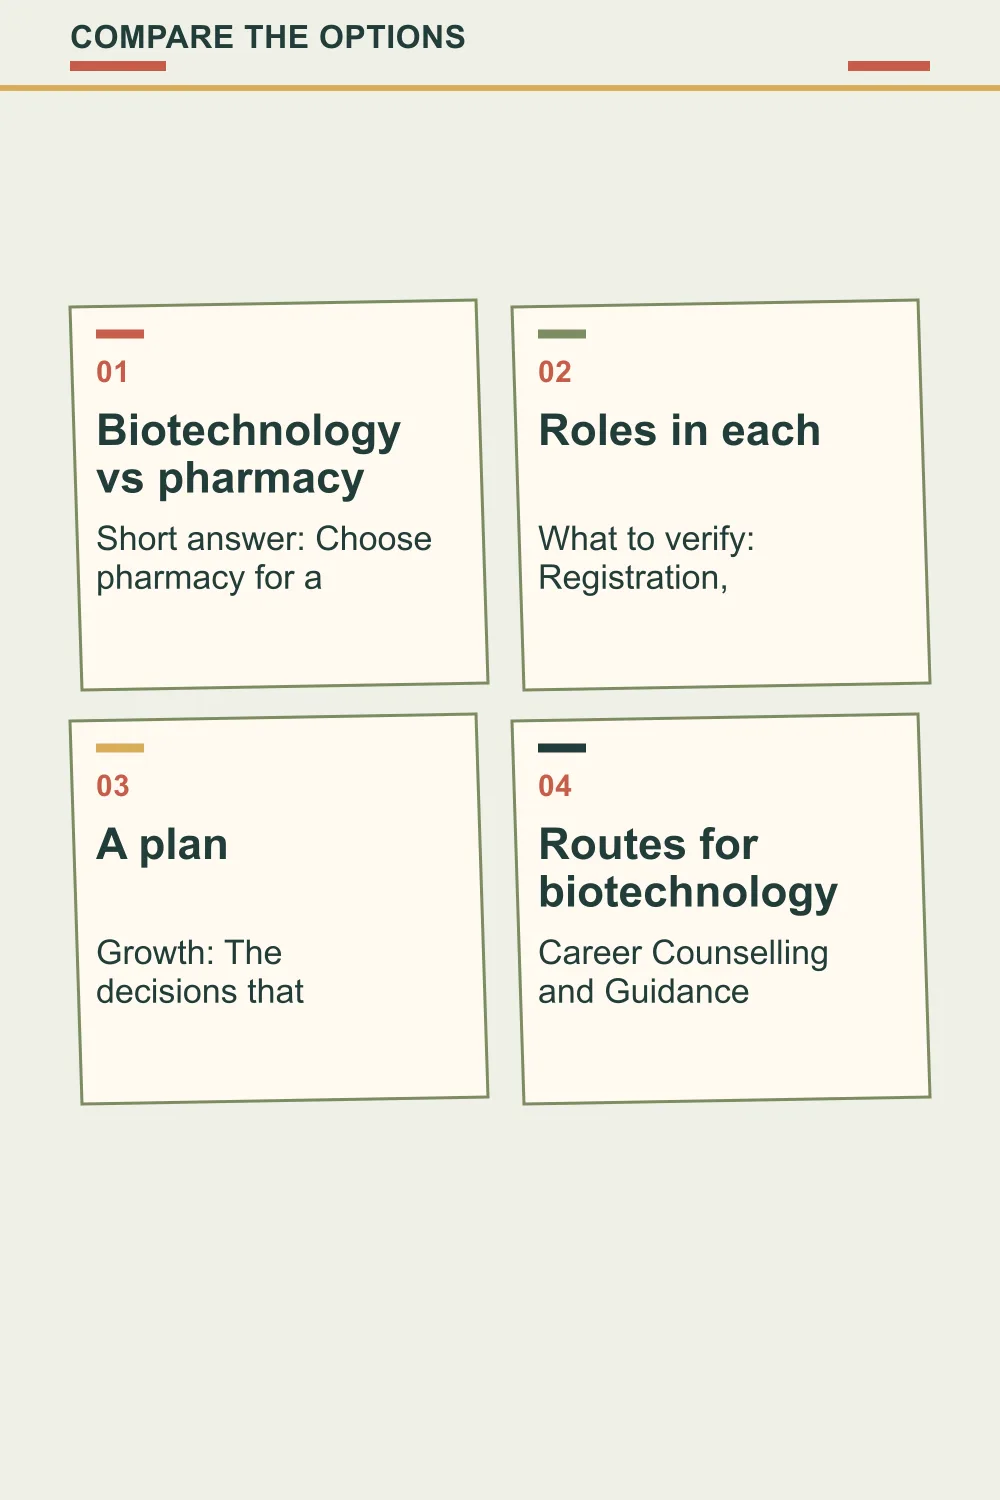 COMPARE THE OPTIONS
01
Biotechnology
vs pharmacy
Short answer: Choose
pharmacy for a
02
Roles in each
What to verify:
Registration,
03
A plan
Growth: The
decisions that
04
Routes for
biotechnology
Career Counselling
and Guidance